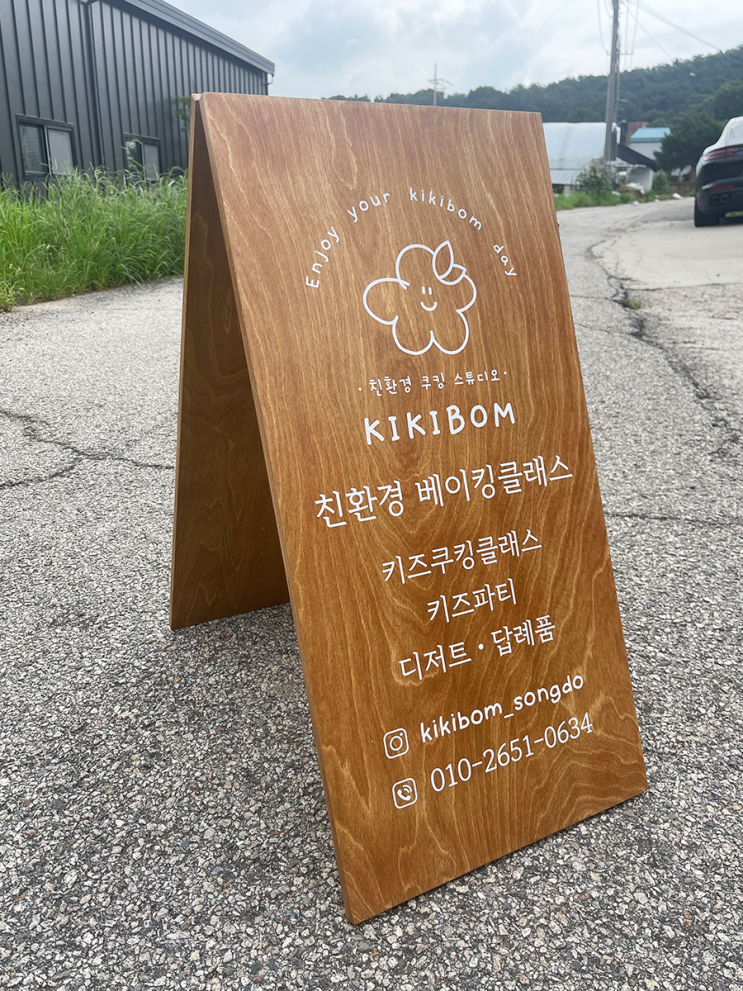 Enjoy your kikibom day
·친환경 쿠킹 스튜디오·
KIKIBOM
친환경 베이킹클래스
키즈쿠킹클래스
키즈파티
디저트·답례품
kikibom_songdo
010-2651-0634